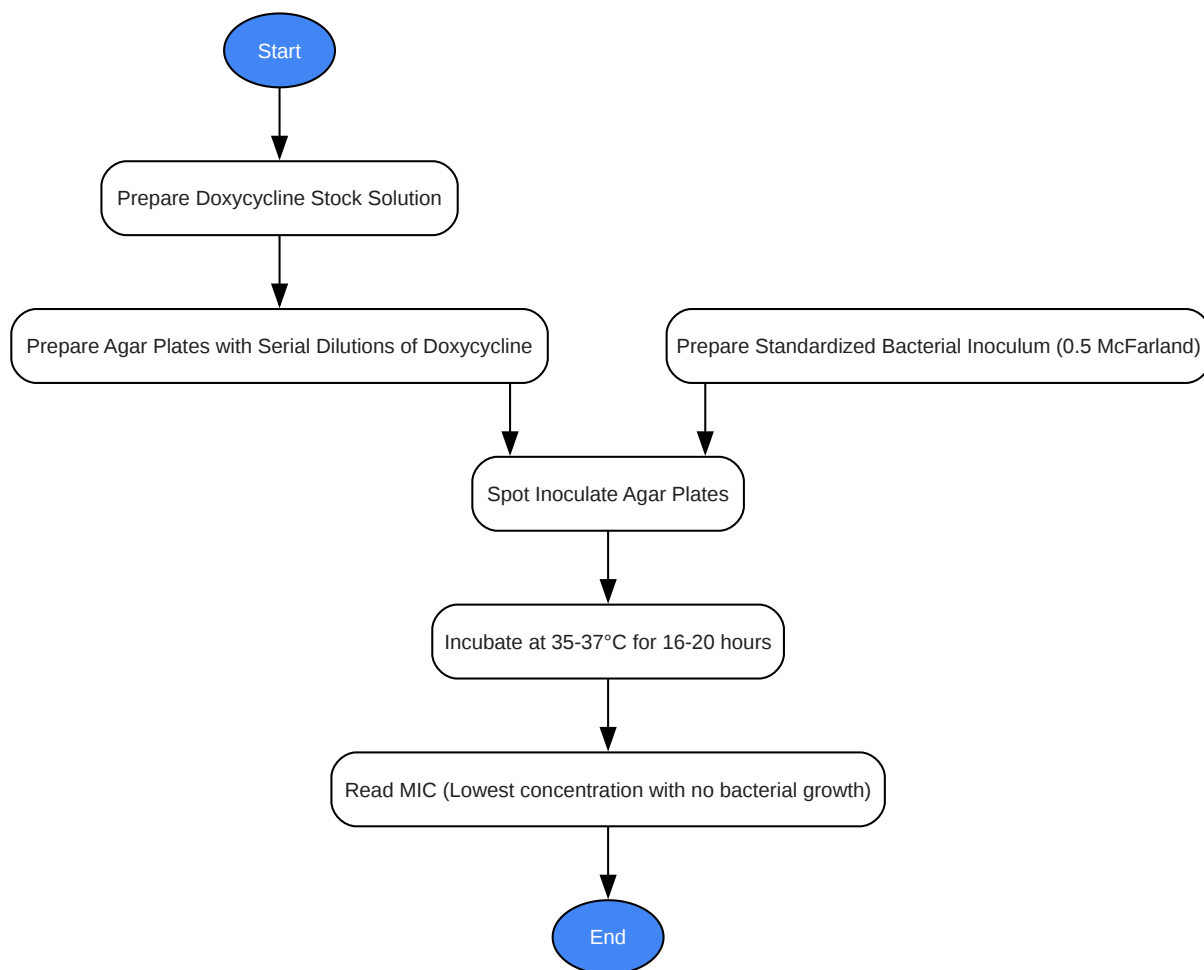 Start
Prepare Doxycycline Stock Solution
Prepare Agar Plates with Serial Dilutions of Doxycycline
Prepare Standardized Bacterial Inoculum (0.5 McFarland)
Spot Inoculate Agar Plates
Incubate at 35-37°C for 16-20 hours
Read MIC (Lowest concentration with no bacterial growth)
End